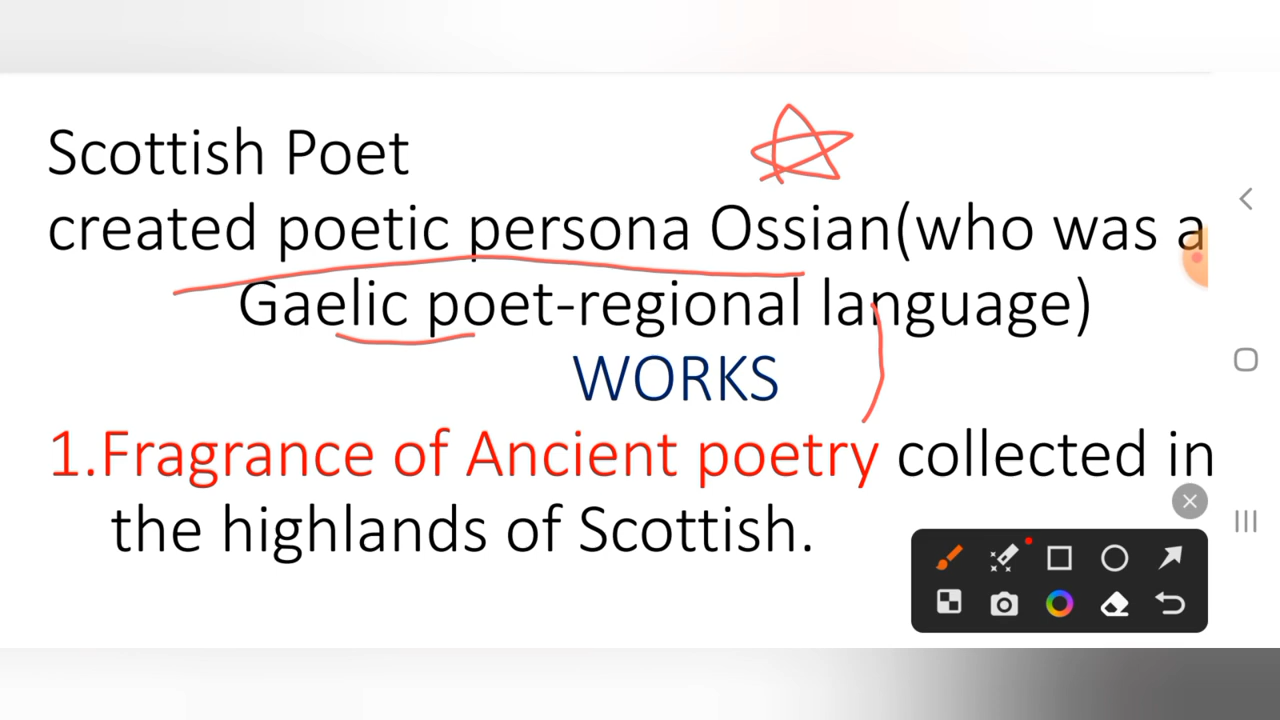 Scottish Poet
created poetic persona Ossian(who was a
Gaelic poet-regional language)
WORKS
1.Fragrance of Ancient poetry collected in
the highlands of Scottish.